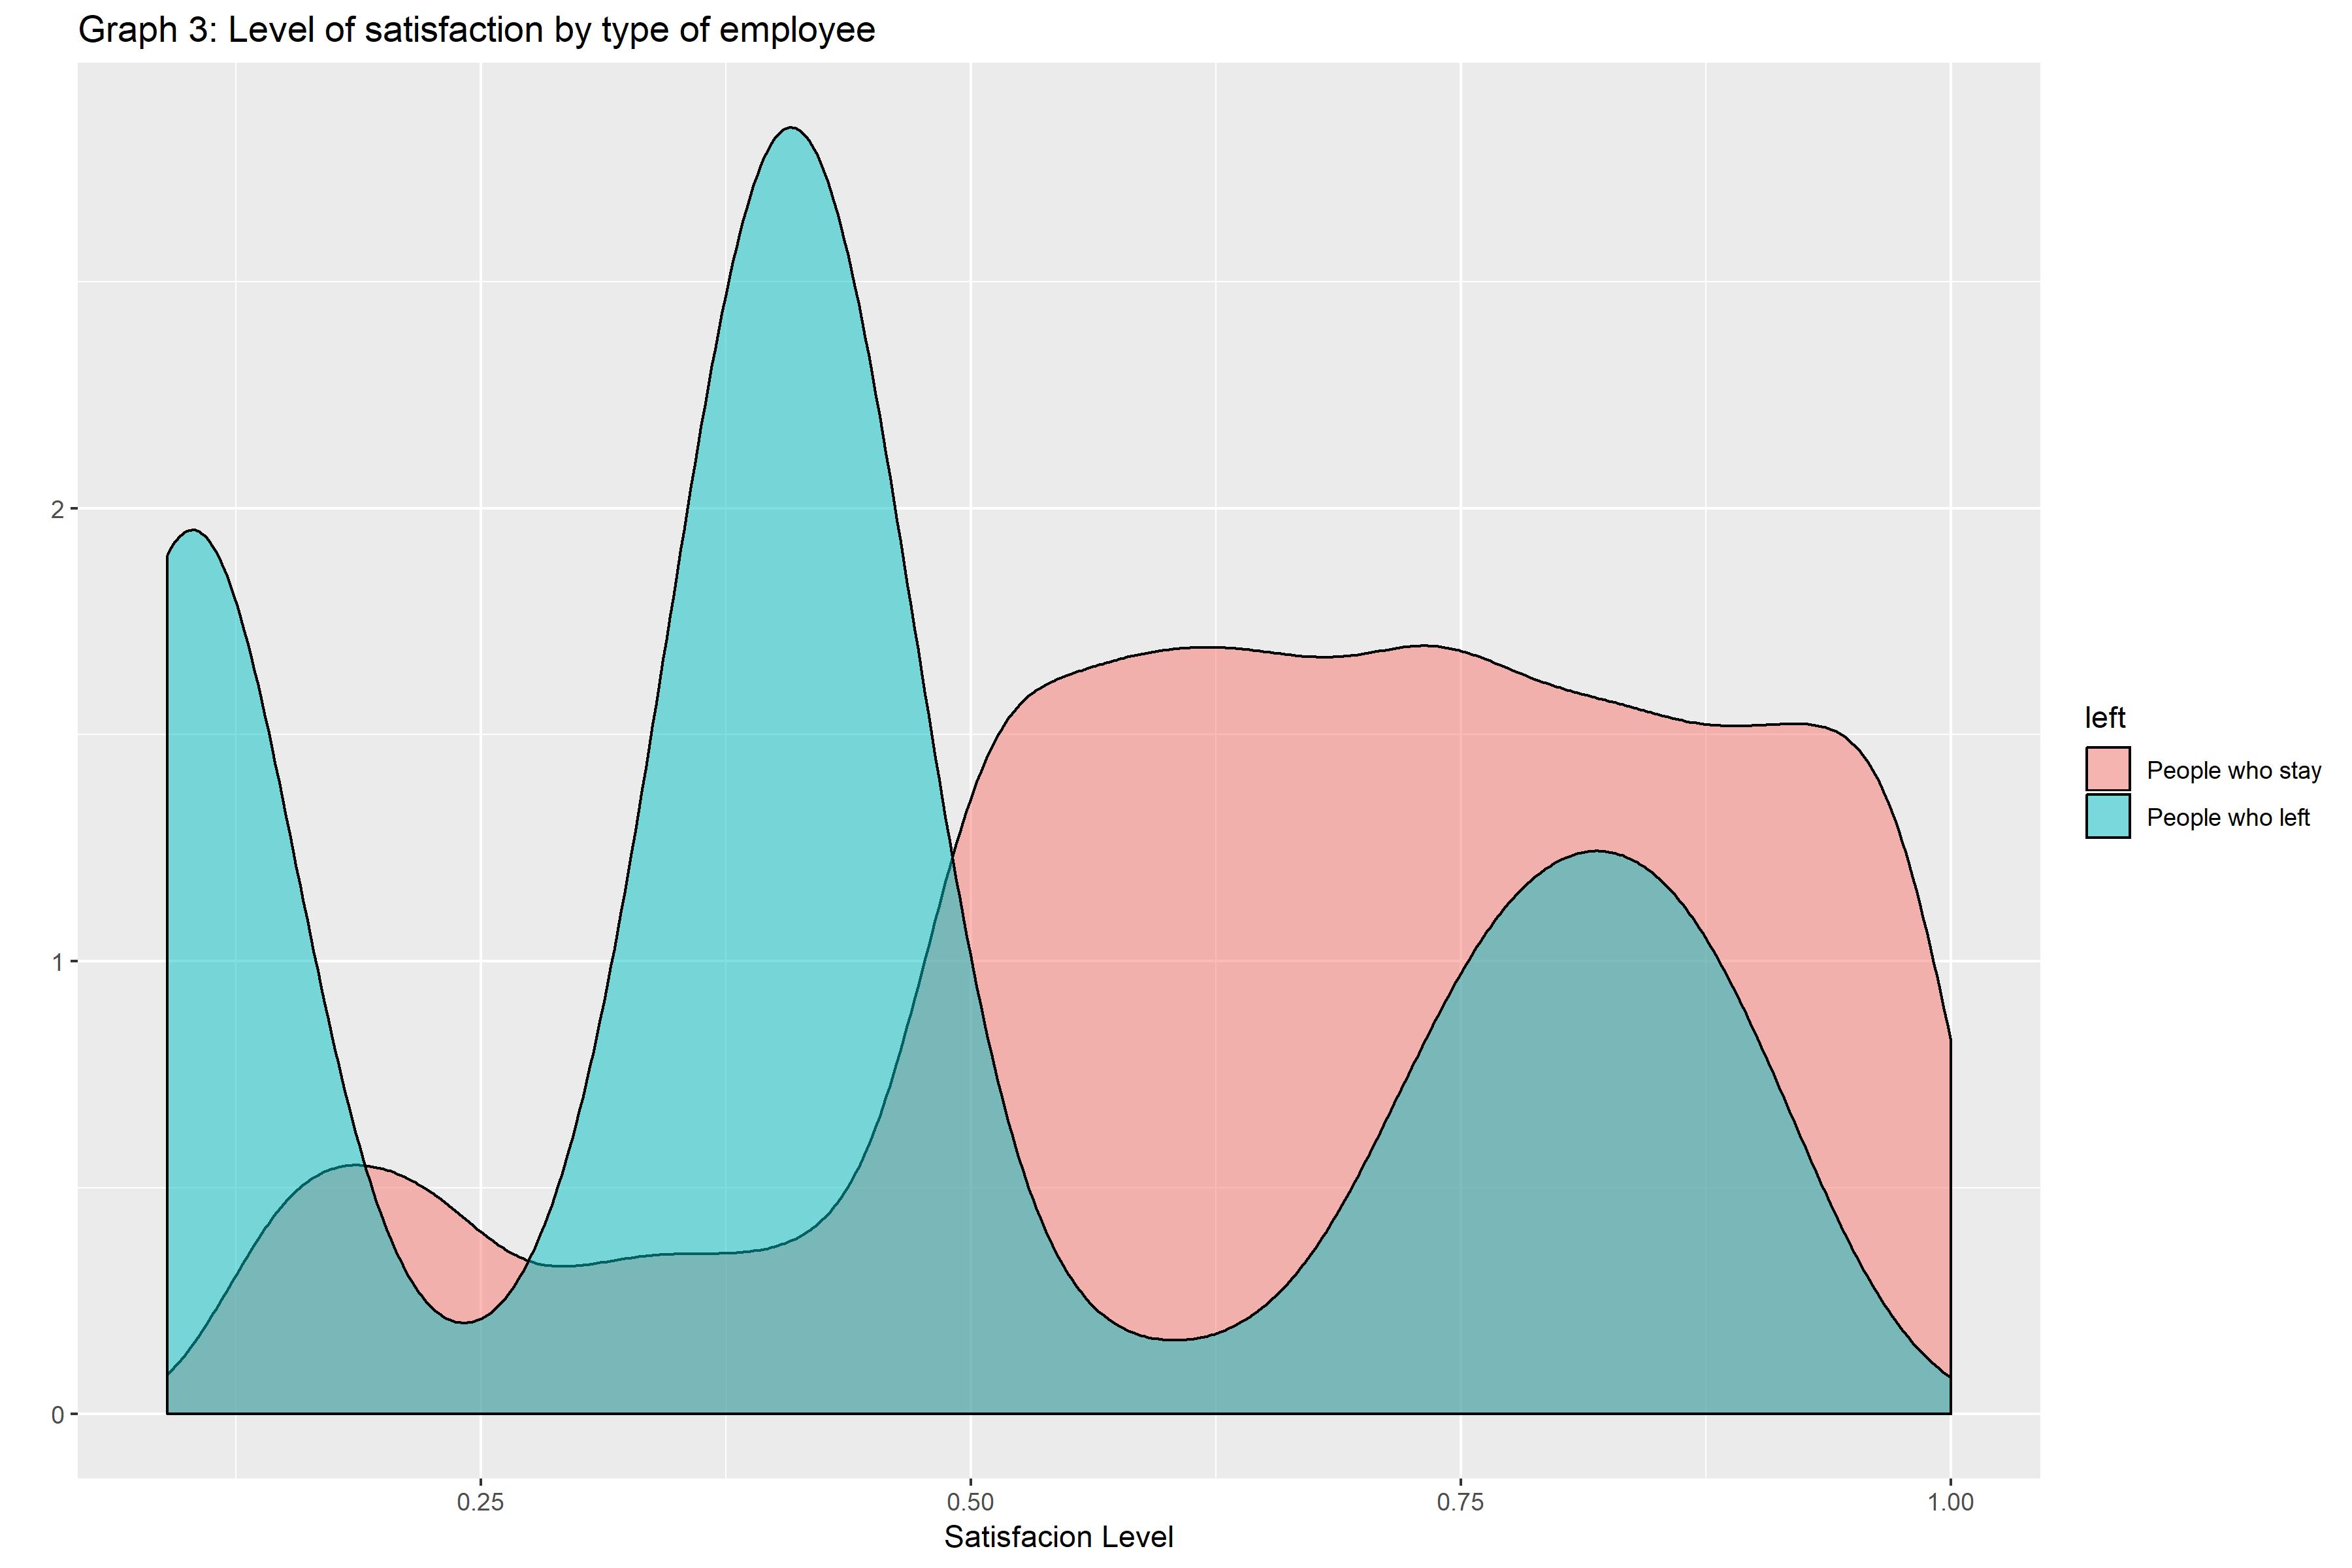 Graph 3: Level of satisfaction by type of employee
2
1
0
0.25 0.50 0.75 1.00
Satisfacion Level
left
People who stay
People who left